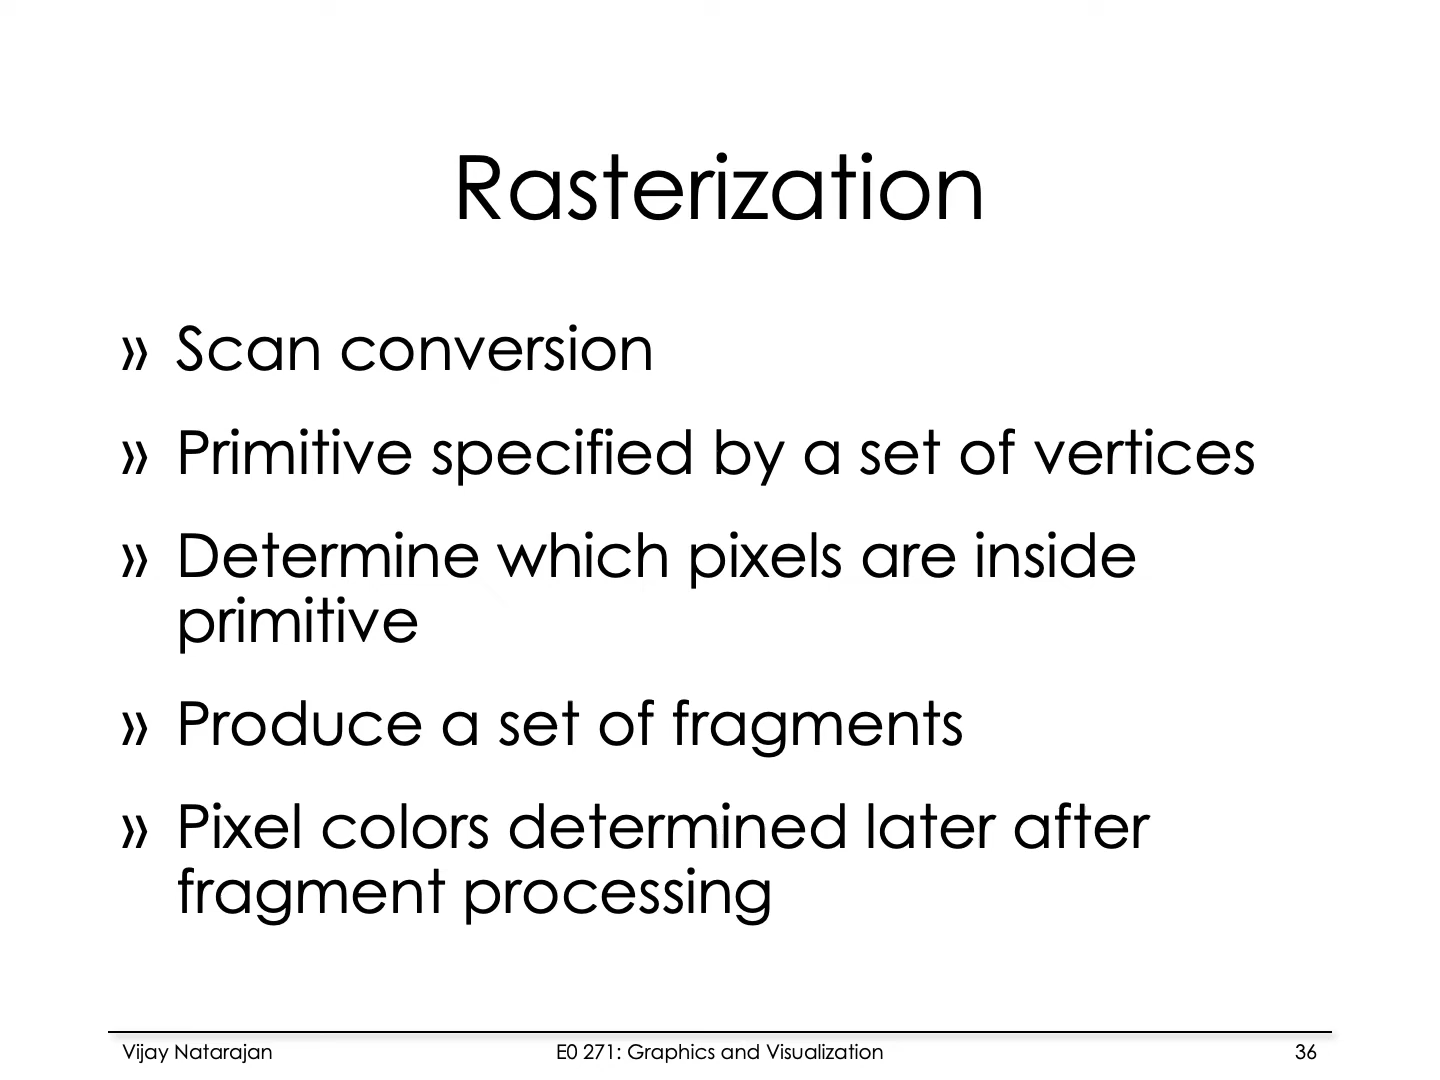 Rasterization
» Scan conversion
» Primitive specified by a set of vertices
» Determine which pixels are inside
primitive
» Produce a set of fragments
» Pixel colors determined later after
fragment processing
Vijay Natarajan
E0 271: Graphics and Visualization
36